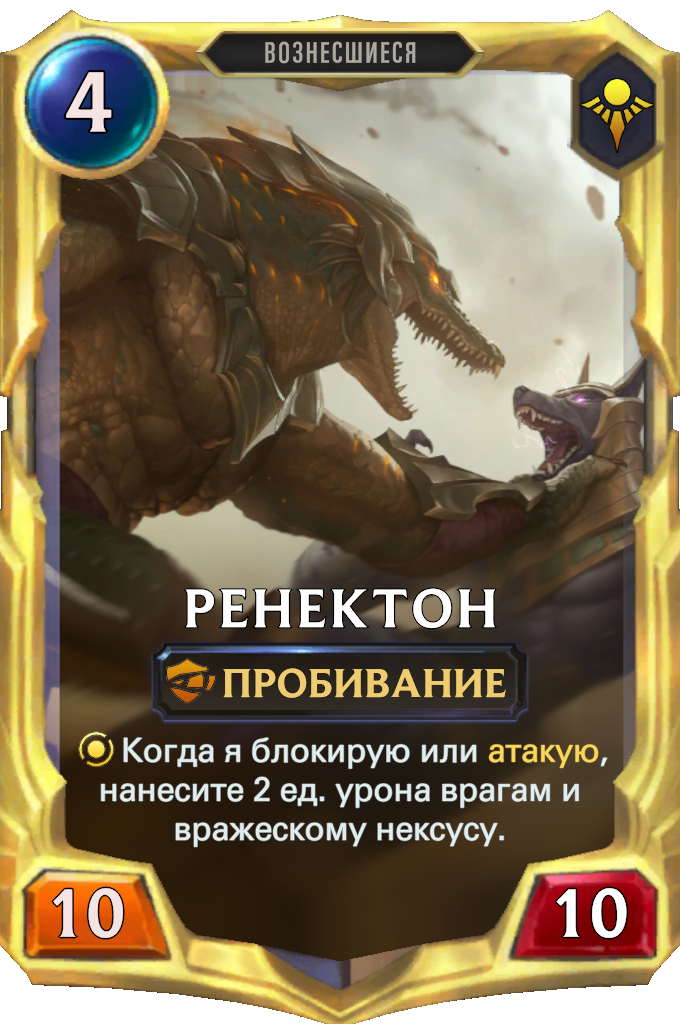 ВОЗНЕСШИЕСЯ
4
РЕНЕКТОН
ПРОБИВАНИЕ
Когда я блокирую или атакую,
нанесите 2 ед. урона врагам и
вражескому нексусу.
10
10